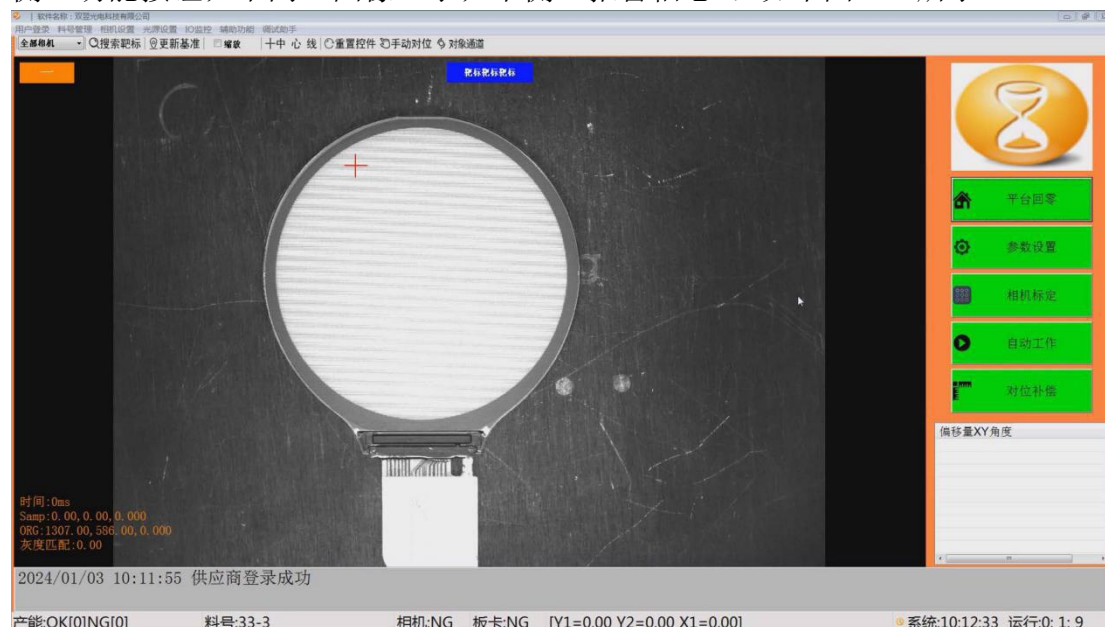 软件名称：双翌光电科技有限公司
用户登录 料号管理 相机设置 光源设置 IO监控 辅助功能 调试助手
全部相机 搜索靶标 更新基准 缩放 十中 心 线 重置控件 手动对位 对象通道
一
靶标靶标靶标
平台回零
参数设置
相机标定
自动工作
对位补偿
偏移量XY角度
时间:0ms
Samp:0.00,0.00,0.000
ORG:1307.00,586.00,0.000
灰度匹配:0.00
2024/01/03 10:11:55 供应商登录成功
产能:OK[0]NG[0] 料号:33-3 相机:NG 板卡:NG [Y1=0.00 Y2=0.00 X1=0.00] 系统:10:12:33 运行:0: 1: 9